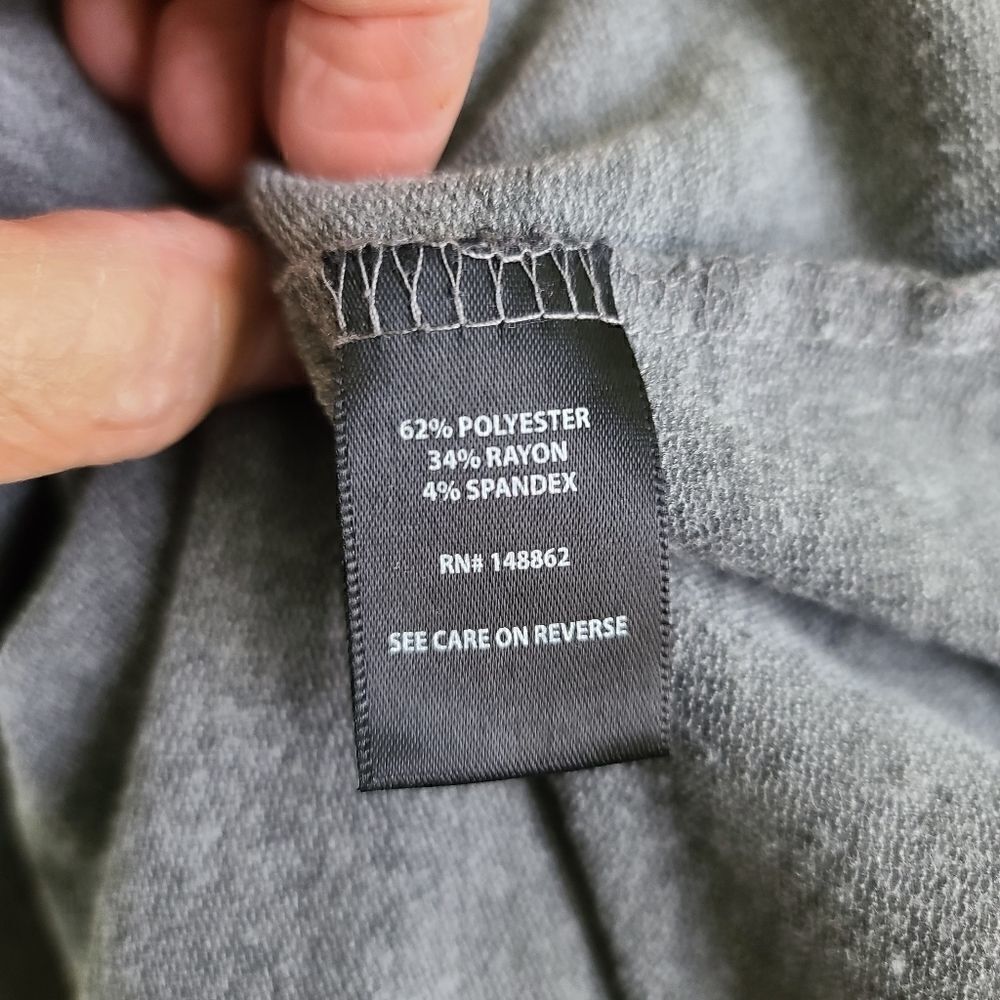 62% POLYESTER
34% RAYON
4% SPANDEX
RN# 148862
SEE CARE ON REVERSE